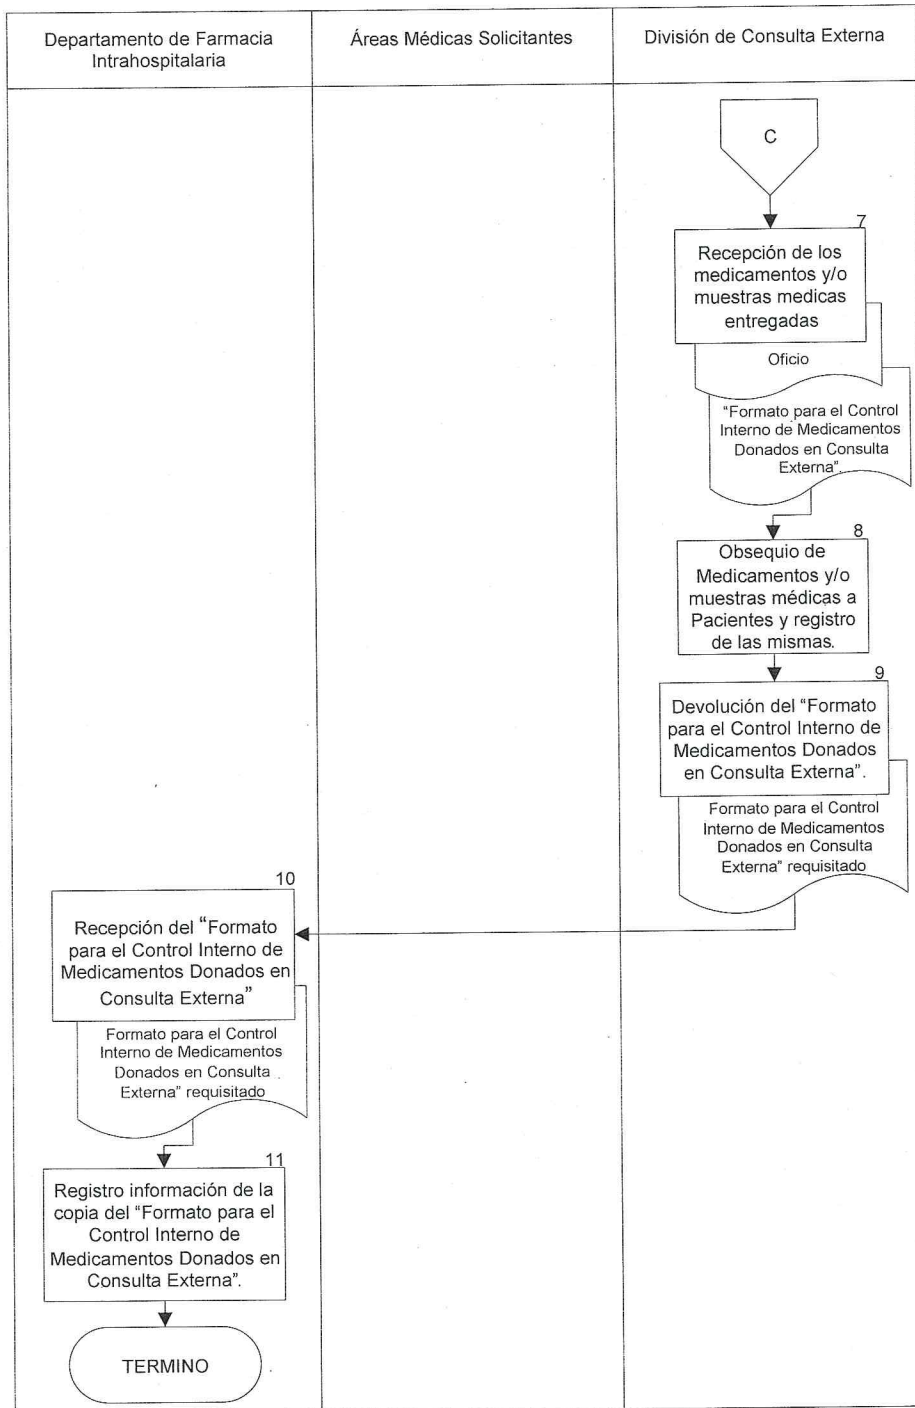 Departamento de Farmacia
Intrahospitalaria
Áreas Médicas Solicitantes
División de Consulta Externa
C
7
Recepción de los
medicamentos y/o
muestras medicas
entregadas
Oficio
“Formato para el Control
Interno de Medicamentos
Donados en Consulta
Externa”.
8
Obsequio de
Medicamentos y/o
muestras médicas a
Pacientes y registro
de las mismas.
9
Devolución del “Formato
para el Control Interno de
Medicamentos Donados
en Consulta Externa”.
Formato para el Control
Interno de Medicamentos
Donados en Consulta
Externa” requisitado
10
Recepción del “Formato
para el Control Interno de
Medicamentos Donados en
Consulta Externa”
Formato para el Control
Interno de Medicamentos
Donados en Consulta
Externa” requisitado
11
Registro información de la
copia del “Formato para el
Control Interno de
Medicamentos Donados en
Consulta Externa”.
TERMINO